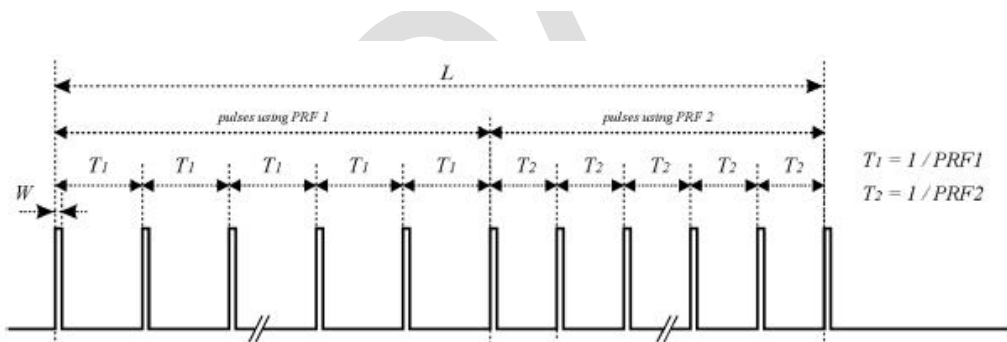 L
pulses using PRF 1
pulses using PRF 2
T1 T1 T1 T1 T1 T2 T2 T2 T2 T2
W
T1 = 1 / PRF1
T2 = 1 / PRF2